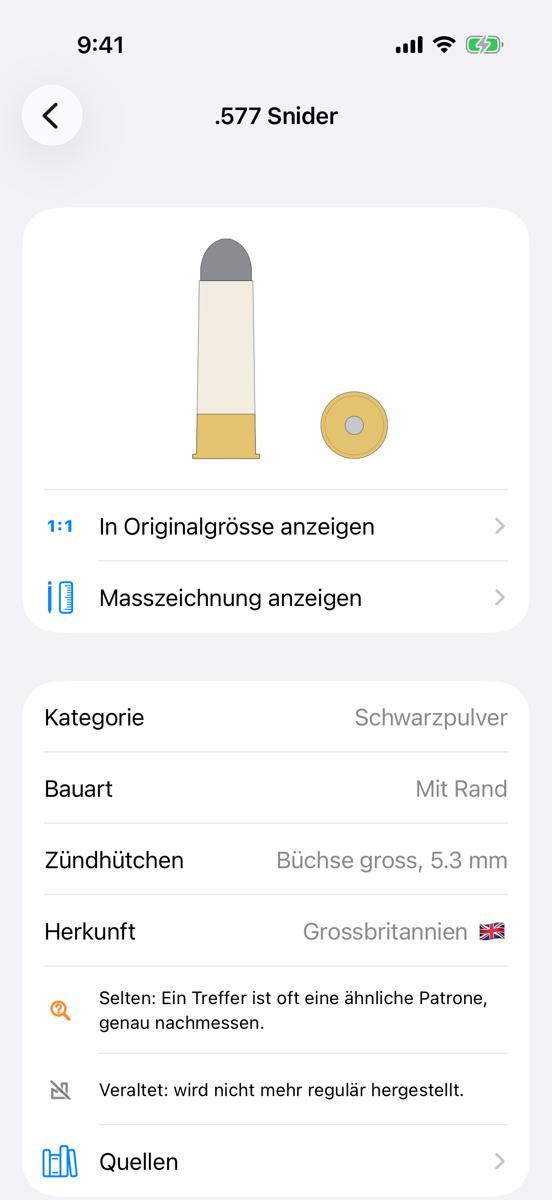 9:41
.577 Snider
1:1 In Originalgrösse anzeigen
Masszeichnung anzeigen
Kategorie Schwarzpulver
Bauart Mit Rand
Zündhütchen Büchse gross, 5.3 mm
Herkunft Grossbritannien
Selten: Ein Treffer ist oft eine ähnliche Patrone,
genau nachmessen.
Veraltet: wird nicht mehr regulär hergestellt.
Quellen